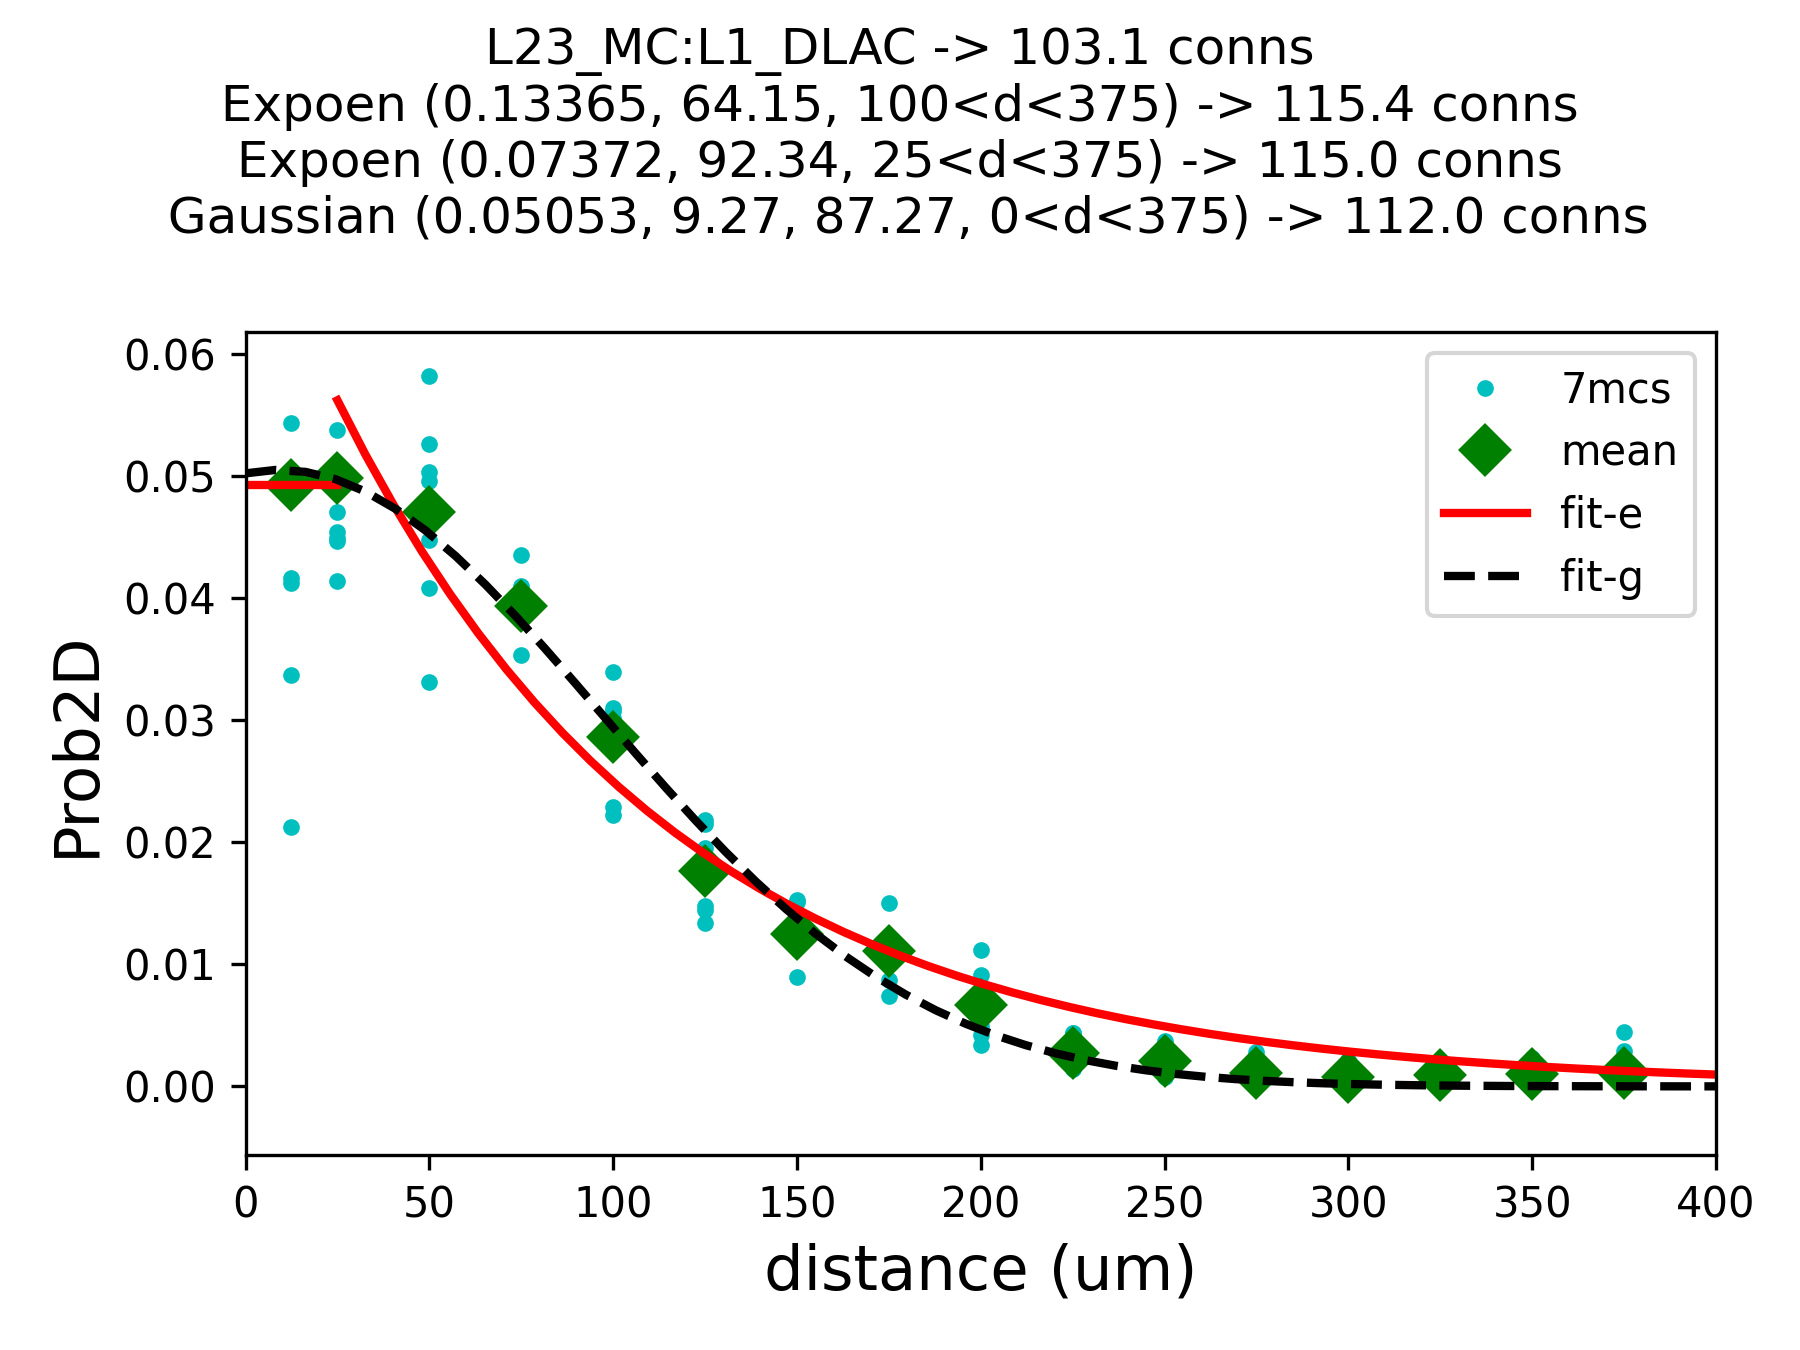 L23_MC:L1_DLAC -> 103.1 conns
Expoen (0.13365, 64.15, 100<d<375) -> 115.4 conns
Expoen (0.07372, 92.34, 25<d<375) -> 115.0 conns
Gaussian (0.05053, 9.27, 87.27, 0<d<375) -> 112.0 conns
0.06
0.05
0.04
0.03
0.02
0.01
0.00
Prob2D
7mcs
mean
fit-e
fit-g
0 50 100 150 200 250 300 350 400
distance (um)